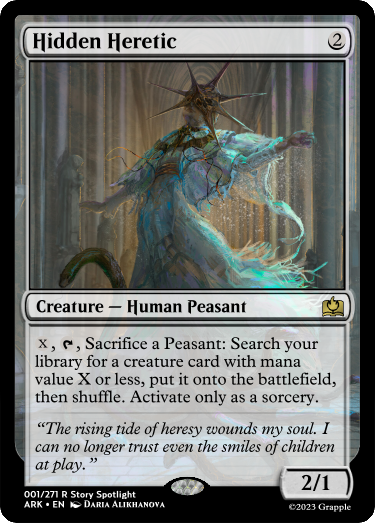 Hidden Heretic 2
Creature — Human Peasant
X, T, Sacrifice a Peasant: Search your
library for a creature card with mana
value X or less, put it onto the battlefield,
then shuffle. Activate only as a sorcery.
“The rising tide of heresy wounds my soul. I
can no longer trust even the smiles of children
at play.”
2/1
001/271 R Story Spotlight
ARK • EN Daria Alikhanova
©2023 Grapple